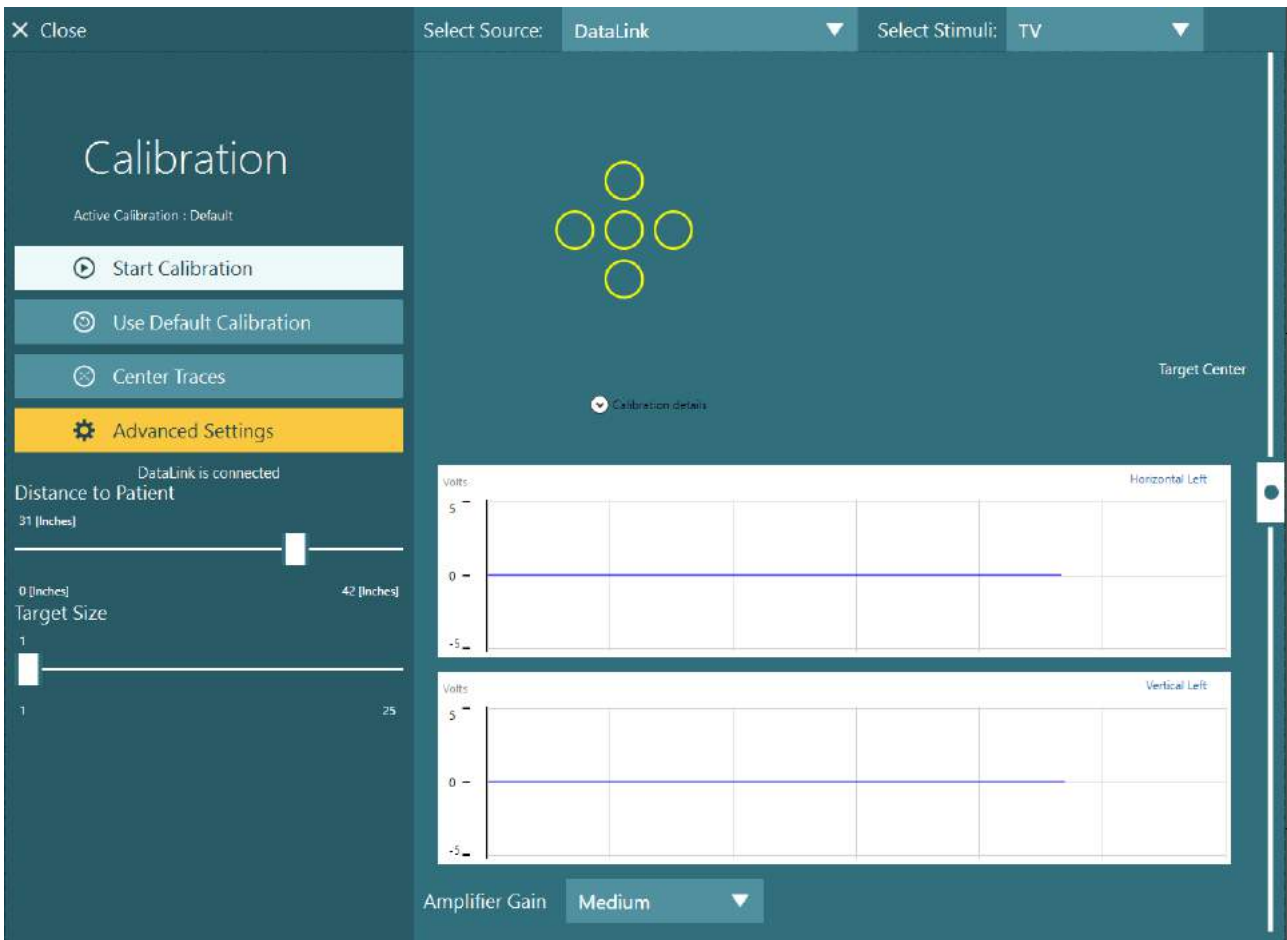 Close
Select Source:
DataLink
Select Stimuli:
TV
Calibration
Active Calibration : Default
Start Calibration
Use Default Calibration
Center Traces
Advanced Settings
DataLink is connected
Distance to Patient
31 [Inches]
0 [Inches]
42 [Inches]
Target Size
1
1
25
Target Center
Calibration details
Volts
Horizontal Left
5
0
-5
Volts
Vertical Left
5
0
-5
Amplifier Gain
Medium